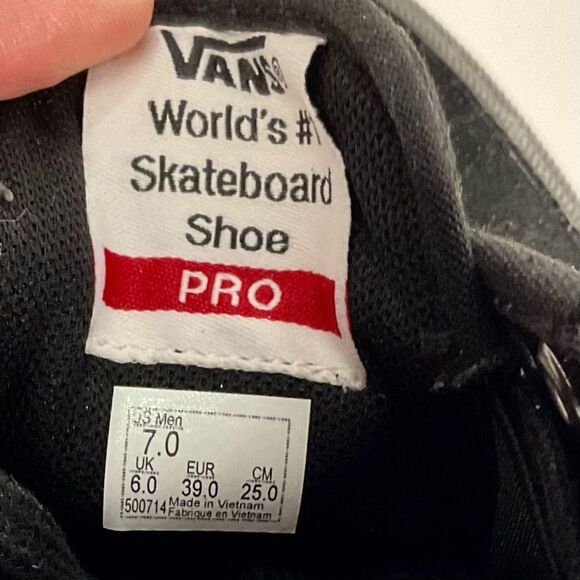 VANS®
World's #1
Skateboard
Shoe
PRO
US Men
7.0
UK EUR CM
6.0 39.0 25.0
500714 Made in Vietnam
Fabrique en Vietnam